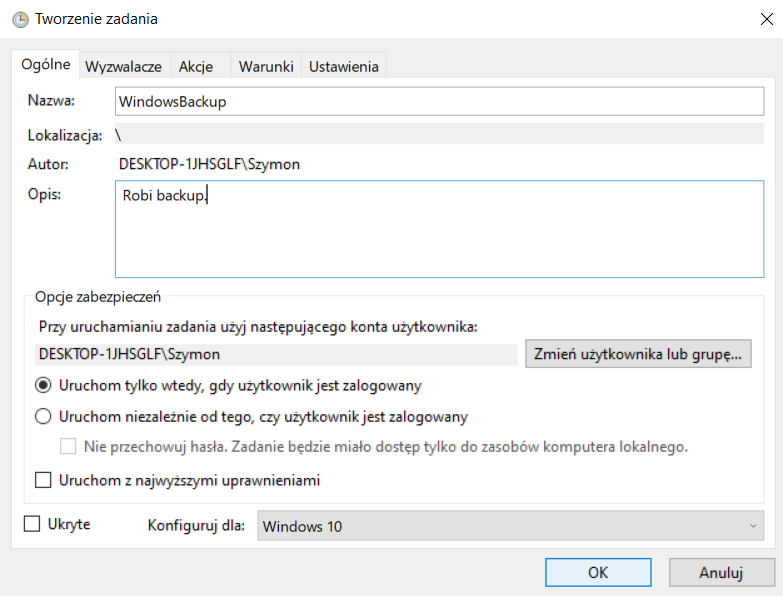 Tworzenie zadania
Ogólne Wyzwalacze Akcje Warunki Ustawienia
Nazwa: WindowsBackup
Lokalizacja: \
Autor: DESKTOP-1JHSGLF\Szymon
Opis: Robi backup.
Opcje zabezpieczeń
Przy uruchamianiu zadania użyj następującego konta użytkownika:
DESKTOP-1JHSGLF\Szymon Zmień użytkownika lub grupę...
Uruchom tylko wtedy, gdy użytkownik jest zalogowany
Uruchom niezależnie od tego, czy użytkownik jest zalogowany
Nie przechowuj hasła. Zadanie będzie miało dostęp tylko do zasobów komputera lokalnego.
Uruchom z najwyższymi uprawnieniami
Ukryte Konfiguruj dla: Windows 10
OK Anuluj